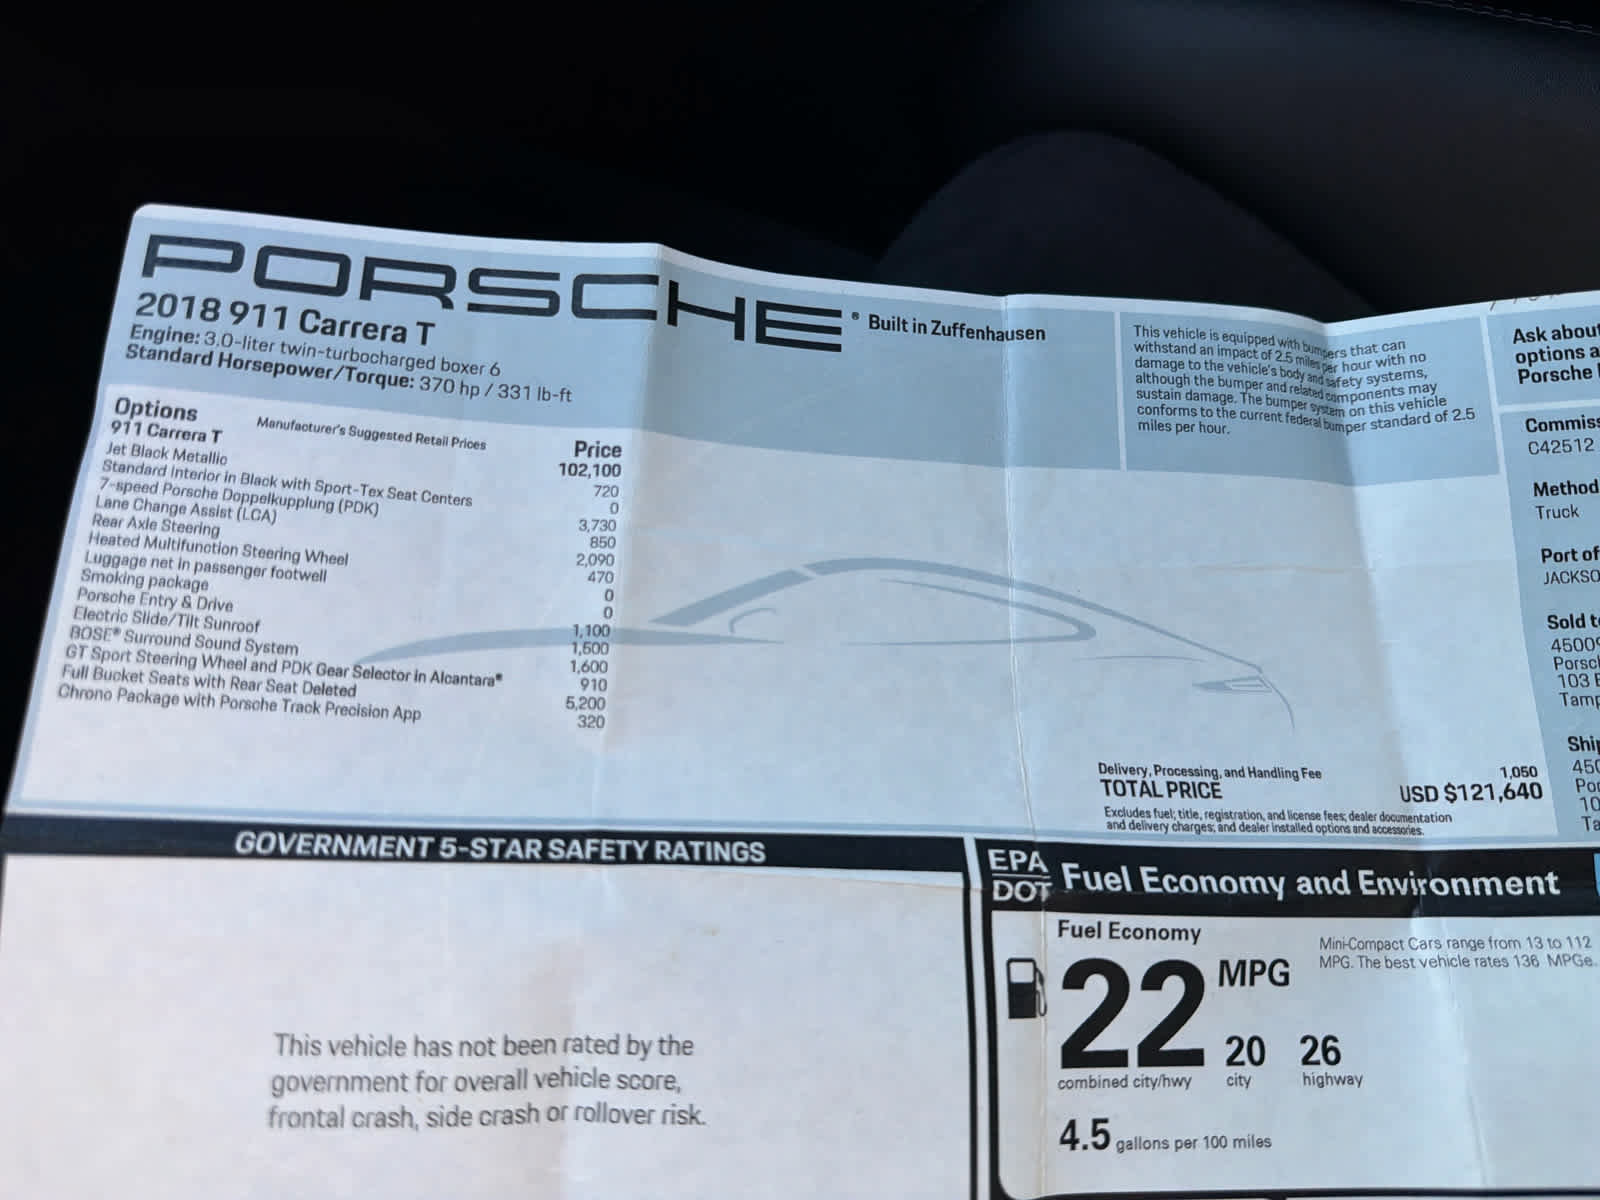 PORSCHE® Built in Zuffenhausen
2018 911 Carrera T
Engine: 3.0-liter twin-turbocharged boxer 6
Standard Horsepower/Torque: 370 hp / 331 lb-ft
Options Manufacturer's Suggested Retail Prices Price
911 Carrera T 102,100
Jet Black Metallic 720
Standard Interior in Black with Sport-Tex Seat Centers 0
7-speed Porsche Doppelkupplung (PDK) 3,730
Lane Change Assist (LCA) 850
Rear Axle Steering 2,090
Heated Multifunction Steering Wheel 470
Luggage net in passenger footwell 0
Smoking package 0
Porsche Entry & Drive 1,100
Electric Slide/Tilt Sunroof 1,500
BOSE® Surround Sound System 1,600
GT Sport Steering Wheel and PDK Gear Selector in Alcantara® 910
Full Bucket Seats with Rear Seat Deleted 5,200
Chrono Package with Porsche Track Precision App 320
This vehicle is equipped with bumpers that can
withstand an impact of 2.5 miles per hour with no
damage to the vehicle's body and safety systems,
although the bumper and related components may
sustain damage. The bumper system on this vehicle
conforms to the current federal bumper standard of 2.5
miles per hour.
Delivery, Processing, and Handling Fee 1,050
TOTAL PRICE USD $121,640
Excludes fuel; title, registration, and license fees; dealer documentation
and delivery charges; and dealer installed options and accessories.
Ask abou
options a
Porsche
Commiss
C42512
Method
Truck
Port of
JACKSO
Sold t
4500
Porsc
103 E
Tamp
Ship
450
Po
10
Ta
GOVERNMENT 5-STAR SAFETY RATINGS
This vehicle has not been rated by the
government for overall vehicle score,
frontal crash, side crash or rollover risk.
EPA
DOT
Fuel Economy and Environment
Fuel Economy
22 MPG
combined city/hwy
20
city
26
highway
4.5 gallons per 100 miles
Mini-Compact Cars range from 13 to 112
MPG. The best vehicle rates 136 MPGe.